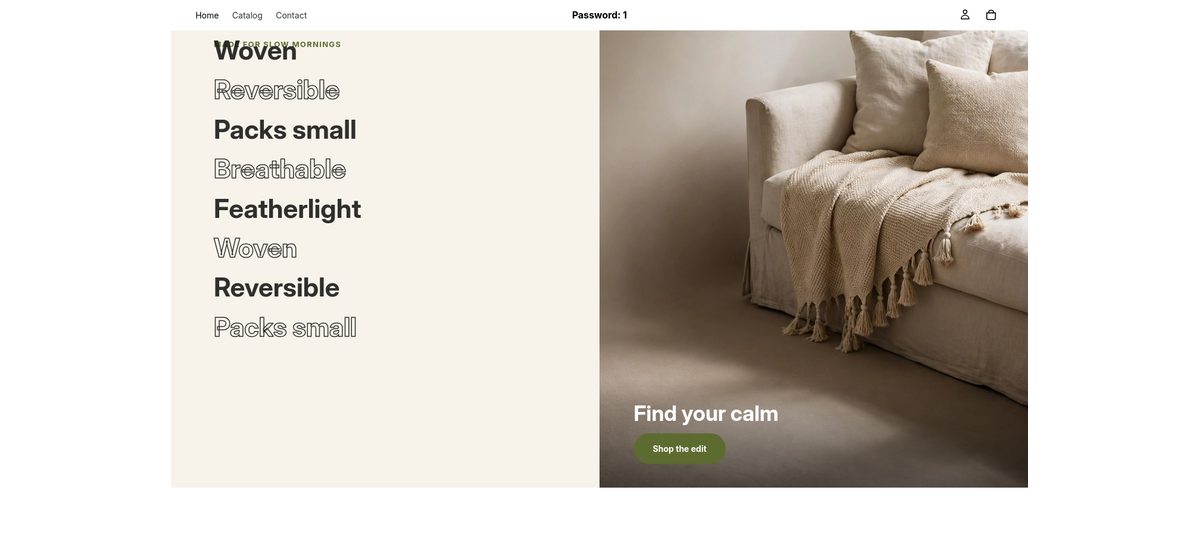 Home Catalog Contact
Password: 1
MADE FOR SLOW MORNINGS
Woven
Reversible
Packs small
Breathable
Featherlight
Woven
Reversible
Packs small
Find your calm
Shop the edit